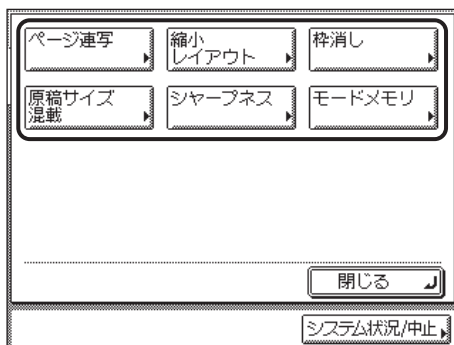 ページ連写
縮小
レイアウト
枠消し
原稿サイズ
混載
シャープネス
モードメモリ
閉じる
システム状況/中止